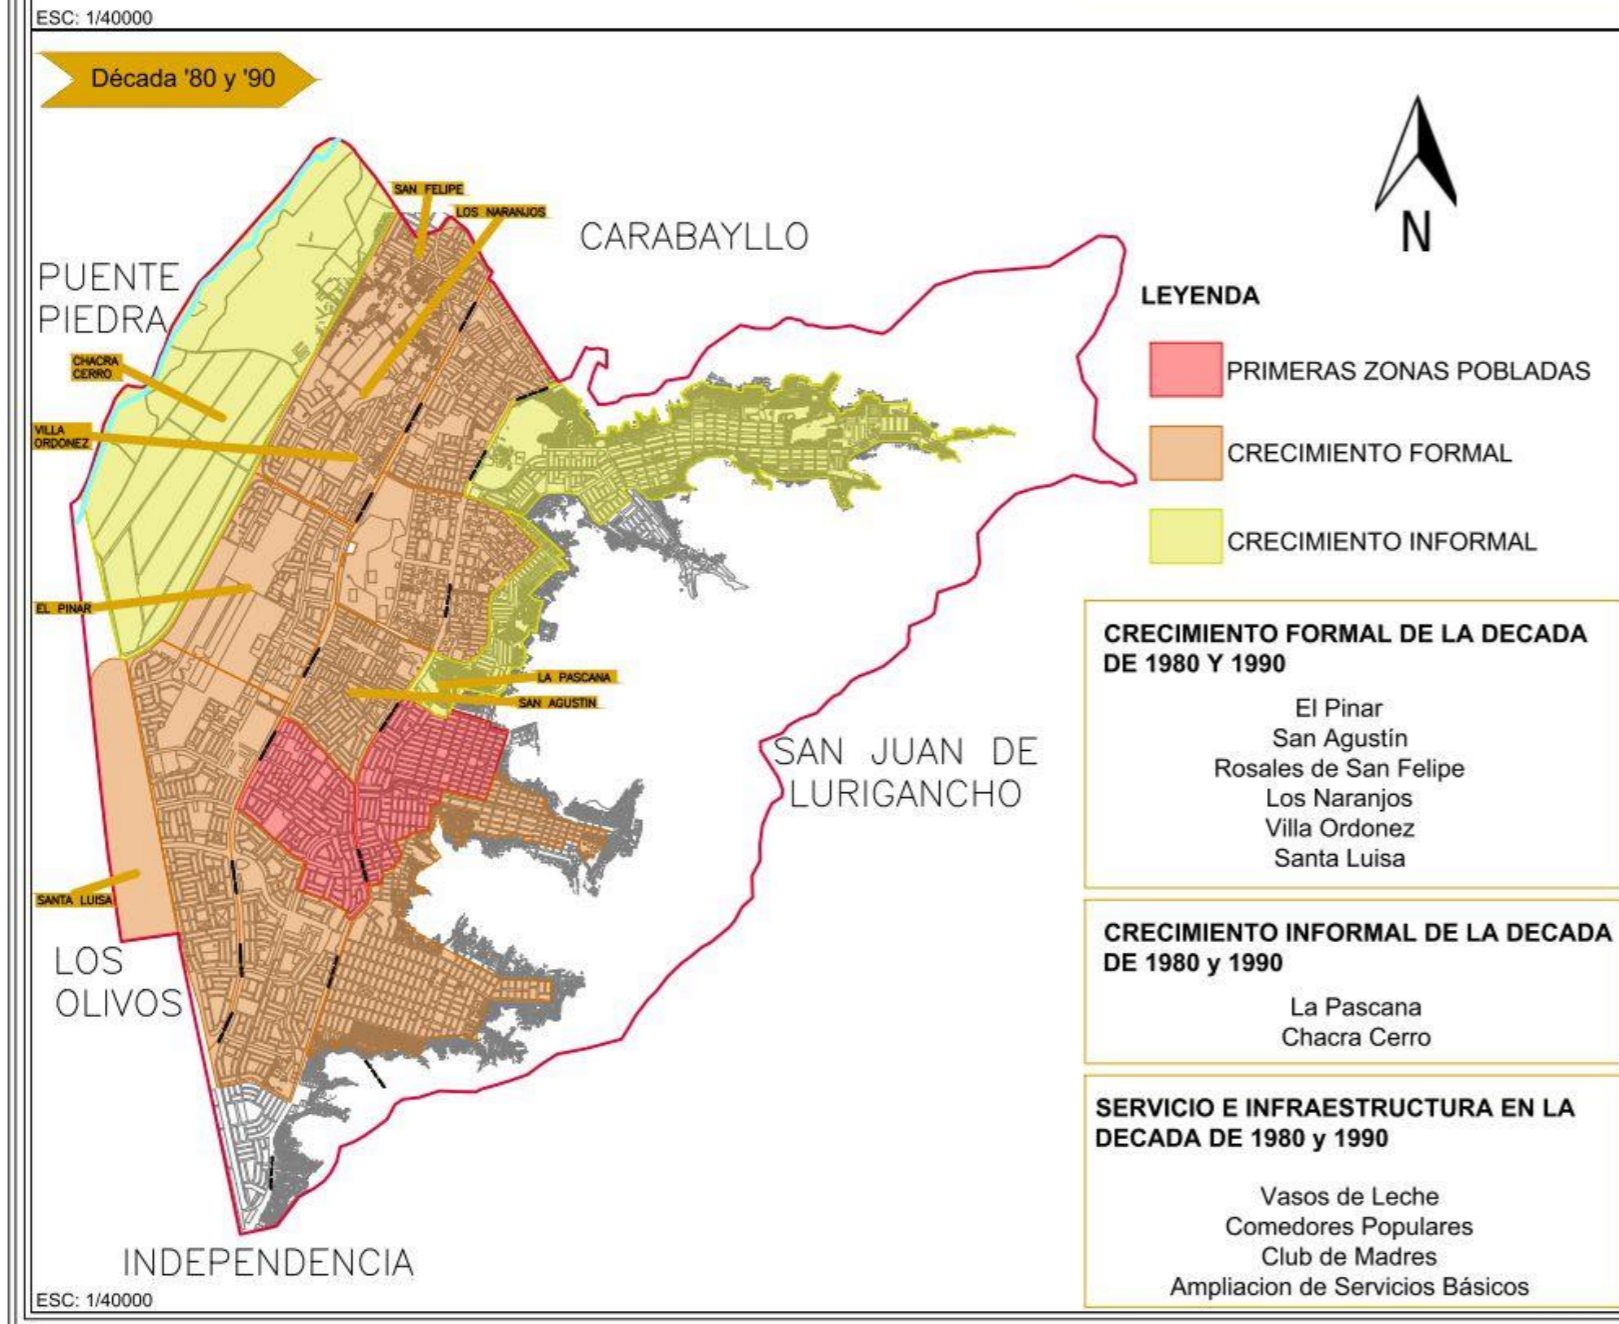 ESC: 1/40000
Década '80 y '90
SAN FELIPE
LOS NARANJOS
CARABAYLLO
PUENTE
PIEDRA
CHACRA
CERRO
VILLA
ORDONEZ
EL PINAR
LA PASCANA
SAN AGUSTIN
SAN JUAN DE
LURIGANCHO
SANTA LUISA
LOS
OLIVOS
INDEPENDENCIA
ESC: 1/40000
N
LEYENDA
PRIMERAS ZONAS POBLADAS
CRECIMIENTO FORMAL
CRECIMIENTO INFORMAL
CRECIMIENTO FORMAL DE LA DECADA
DE 1980 Y 1990
El Pinar
San Agustín
Rosales de San Felipe
Los Naranjos
Villa Ordonez
Santa Luisa
CRECIMIENTO INFORMAL DE LA DECADA
DE 1980 y 1990
La Pascana
Chacra Cerro
SERVICIO E INFRAESTRUCTURA EN LA
DECADA DE 1980 y 1990
Vasos de Leche
Comedores Populares
Club de Madres
Ampliacion de Servicios Básicos